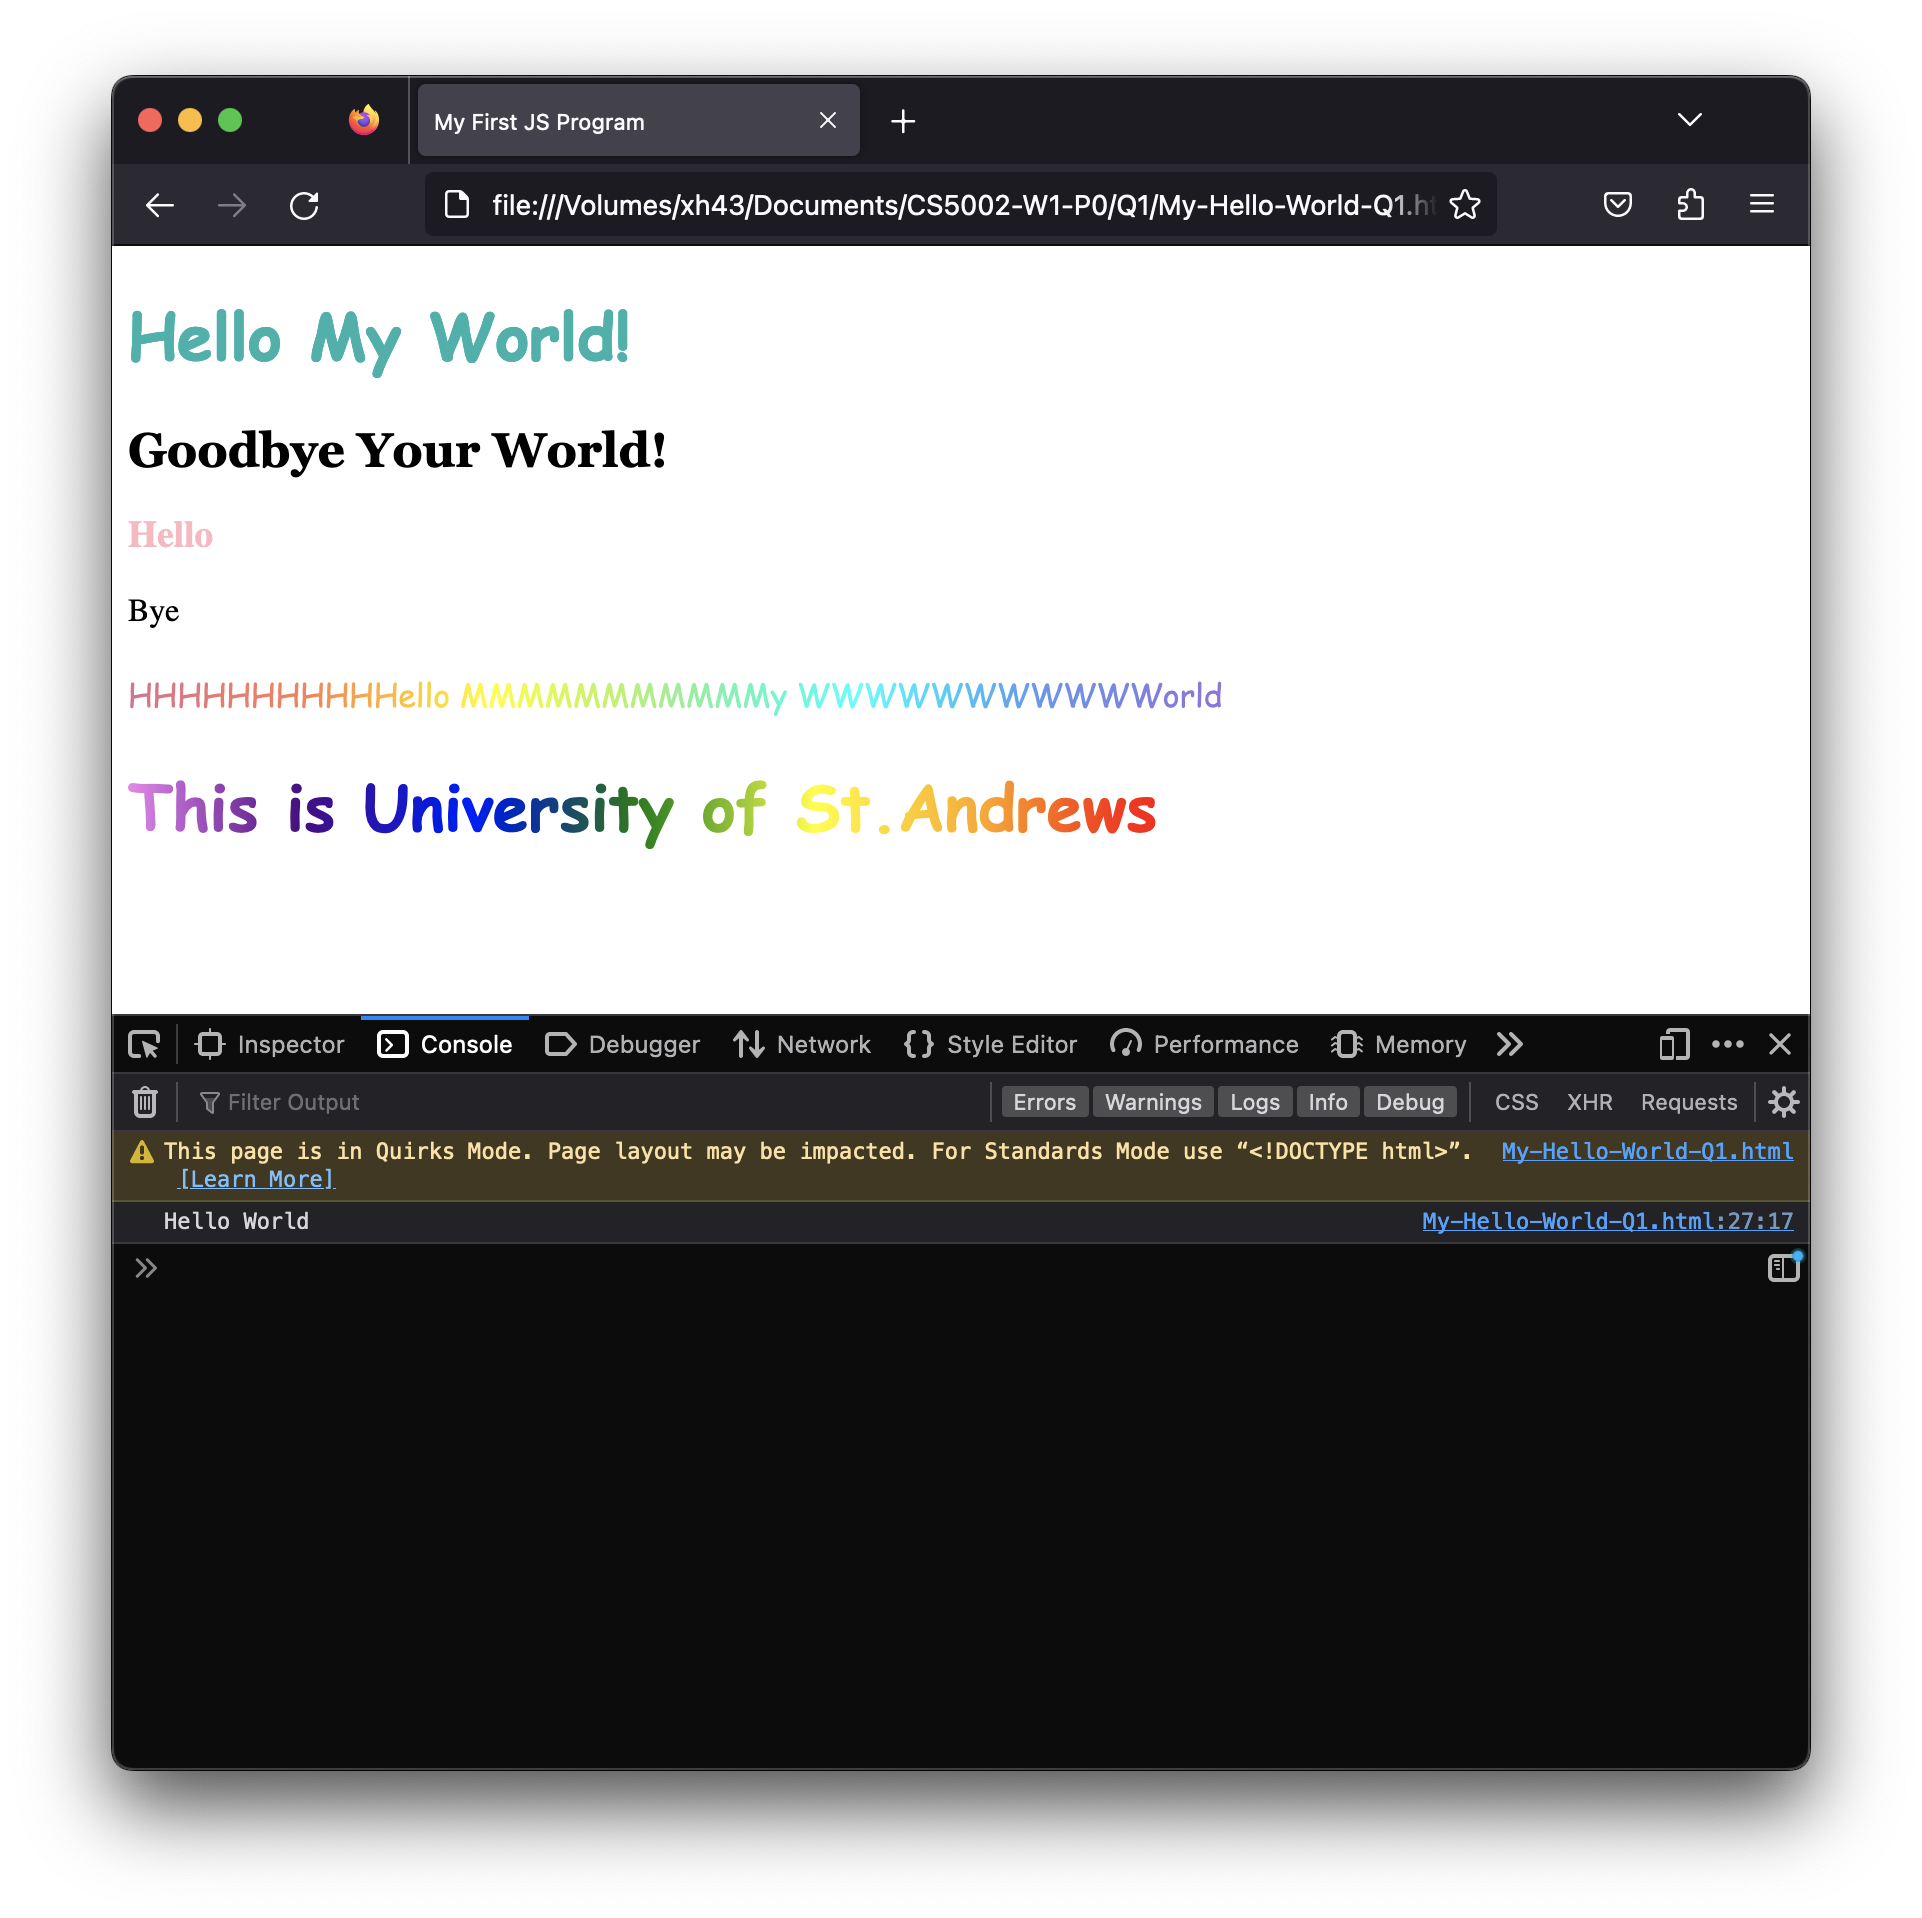 My First JS Program
file:///Volumes/xh43/Documents/CS5002-W1-P0/Q1/My-Hello-World-Q1.ht
Hello My World!
Goodbye Your World!
Hello
Bye
HHHHHHHHHHHello MMMMMMMMMMMy WWWWWWWWWWWorld
This is University of St.Andrews
Inspector Console Debugger Network Style Editor Performance Memory
Filter Output Errors Warnings Logs Info Debug CSS XHR Requests
This page is in Quirks Mode. Page layout may be impacted. For Standards Mode use “<!DOCTYPE html>”. My-Hello-World-Q1.html
[Learn More]
Hello World My-Hello-World-Q1.html:27:17